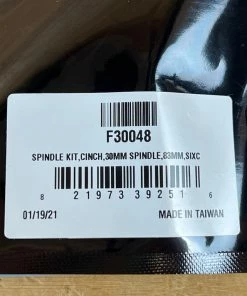 F30048
SPINDLE KIT,CINCH,30MM SPINDLE,83MM,SIXC
8 21973 39251 6
01/19/21 MADE IN TAIWAN